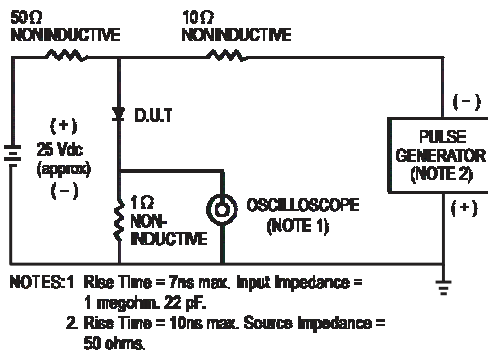 50Ω
NONINDUCTIVE
10Ω
NONINDUCTIVE
(+)
25 Vdc
(approx)
(−)
D.U.T
1Ω
NON-
INDUCTIVE
OSCILLOSCOPE
(NOTE 1)
(−)
PULSE
GENERATOR
(NOTE 2)
(+)
NOTES:1 Rise Time = 7ns max. Input Impedance =
1 megohm. 22 pF.
2. Rise Time = 10ns max. Source Impedance =
50 ohms.